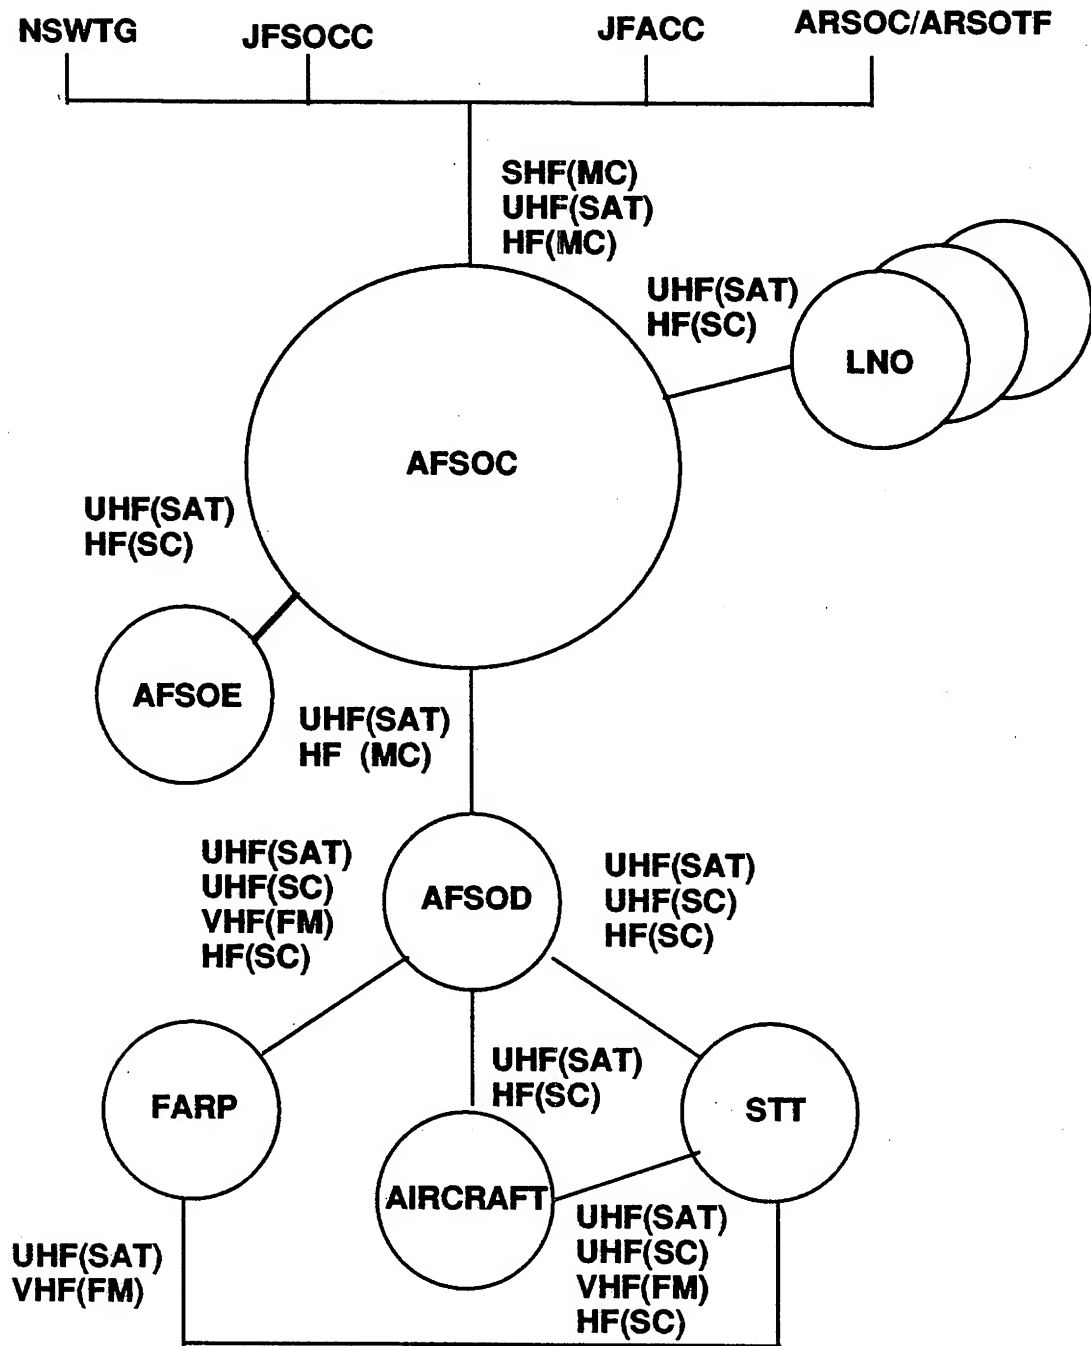 NSWTG
JFSOCC
JFACC
ARSOC/ARSOTF
SHF(MC)
UHF(SAT)
HF(MC)
UHF(SAT)
HF(SC)
LNO
AFSOC
UHF(SAT)
HF(SC)
AFSOE
UHF(SAT)
HF (MC)
UHF(SAT)
UHF(SC)
VHF(FM)
HF(SC)
AFSOD
UHF(SAT)
UHF(SC)
HF(SC)
FARP
UHF(SAT)
HF(SC)
STT
AIRCRAFT
UHF(SAT)
VHF(FM)
UHF(SAT)
UHF(SC)
VHF(FM)
HF(SC)